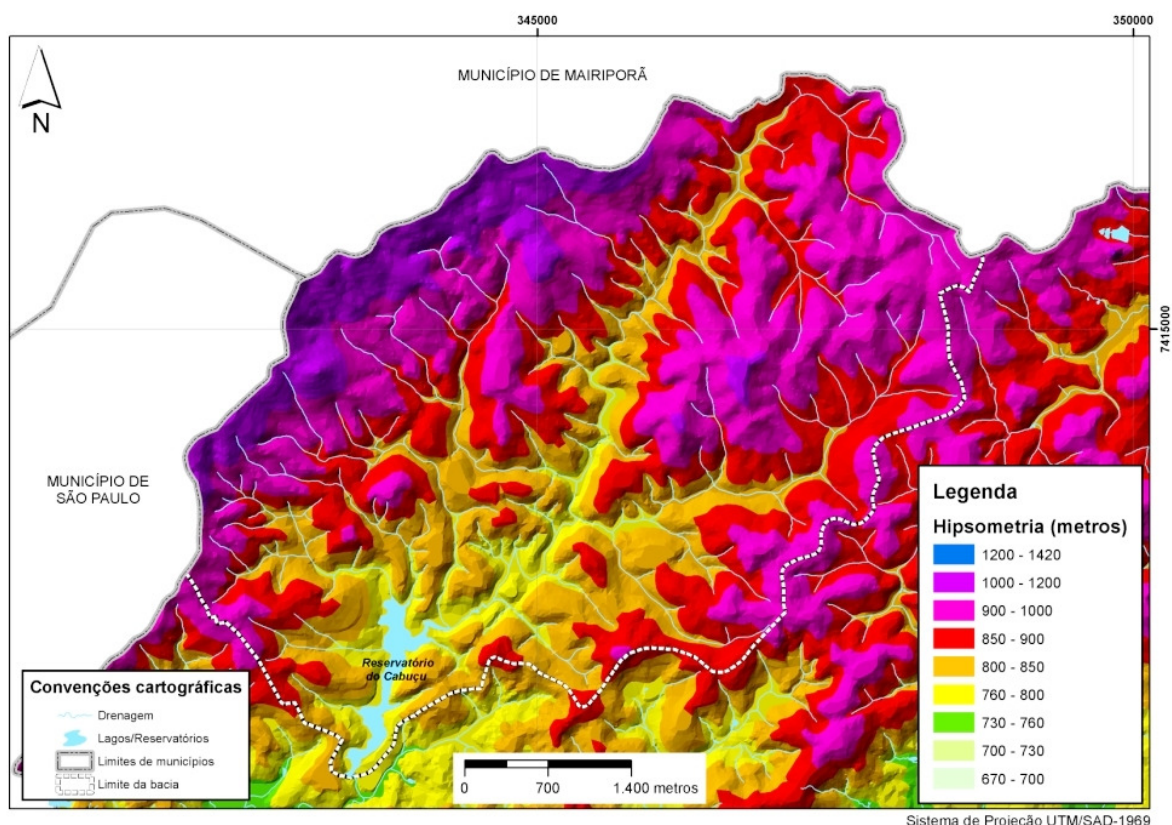 345000
350000
MUNICÍPIO DE MAIRIPORÃ
N
7415000
MUNICÍPIO DE
SÃO PAULO
Reservatório
do Cabuçu
Convenções cartográficas
Drenagem
Lagos/Reservatórios
Limites de municípios
Limite da bacia
0
700
1.400 metros
Legenda
Hipsometria (metros)
1200 - 1420
1000 - 1200
900 - 1000
850 - 900
800 - 850
760 - 800
730 - 760
700 - 730
670 - 700
Sistema de Projeção UTM/SAD-1969